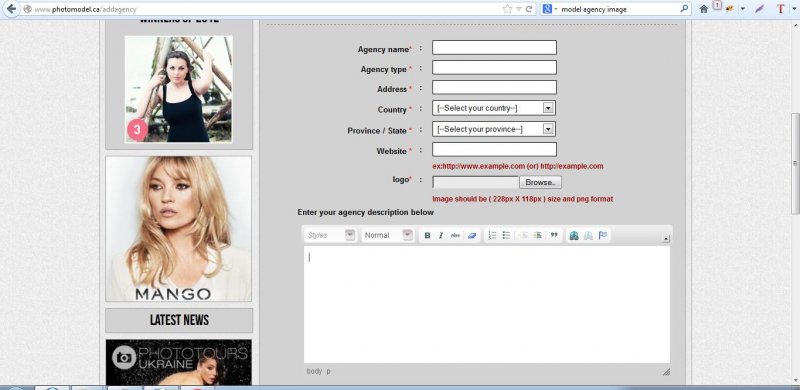 www.photomodel.ca/addagency
model agency image
1
WINNERS OF 2012
3
MANGO
LATEST NEWS
PHOTOTOURS
UKRAINE
Agency name* :
Agency type * :
Address * :
Country * : [--Select your country--]
Province / State * : [--Select your province--]
Website * :
ex:http://www.example.com (or) http://example.com
logo* : Browse..
Image should be ( 228px X 118px ) size and png format
Enter your agency description below
Styles Normal B I abc
body p